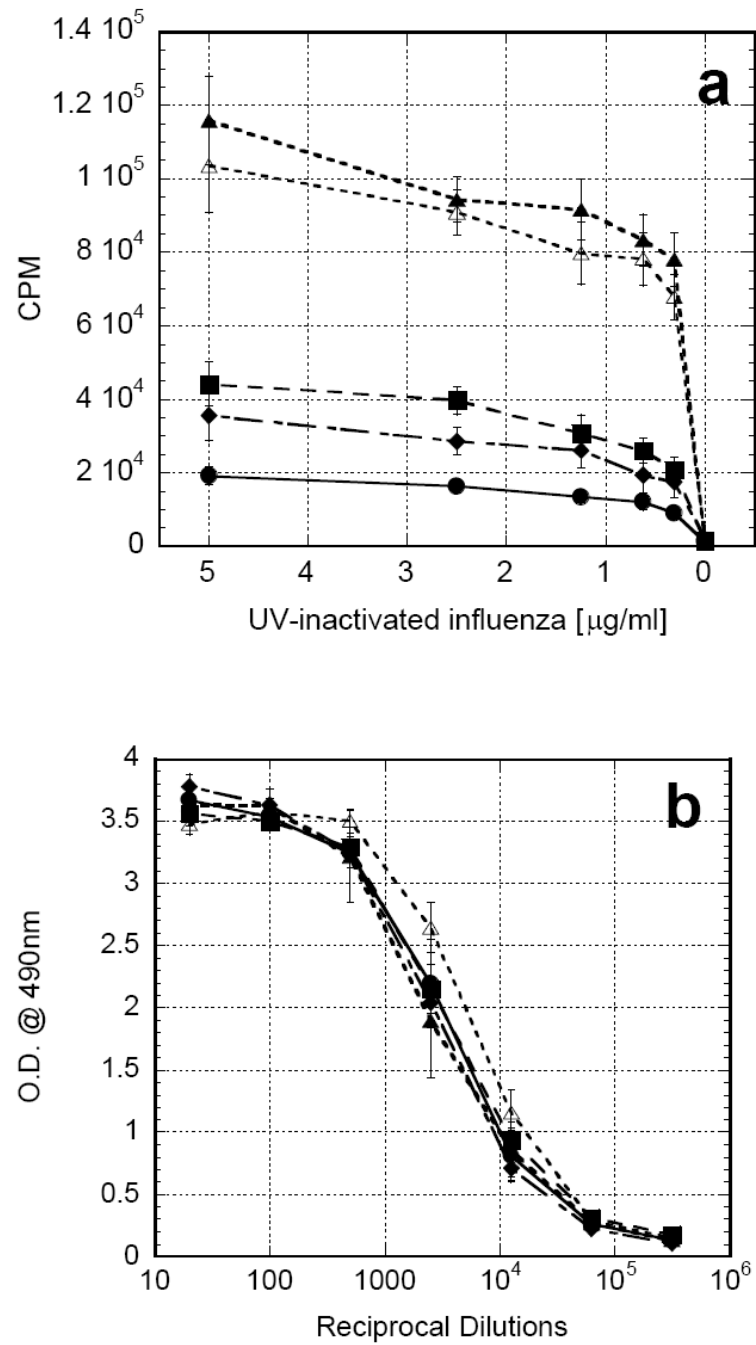 a
1.4 10^5
1.2 10^5
1 10^5
8 10^4
6 10^4
4 10^4
2 10^4
0
CPM
5 4 3 2 1 0
UV-inactivated influenza [μg/ml]
b
4
3.5
3
2.5
2
1.5
1
0.5
0
O.D. @ 490nm
10 100 1000 10^4 10^5 10^6
Reciprocal Dilutions